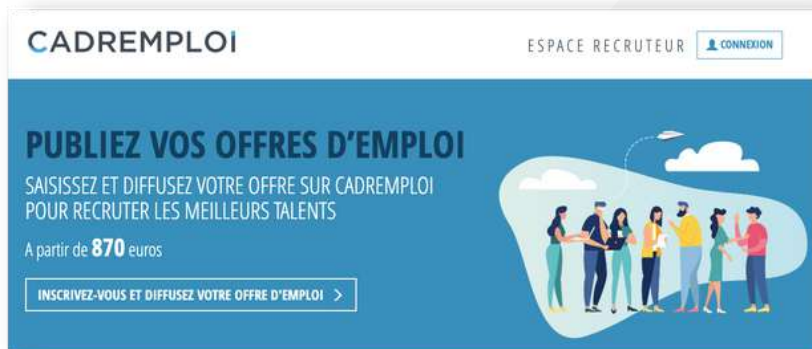 CADREMPLOI
ESPACE RECRUTEUR
CONNEXION
PUBLIEZ VOS OFFRES D'EMPLOI
SAISISSEZ ET DIFFUSEZ VOTRE OFFRE SUR CADREMPLOI
POUR RECRUTER LES MEILLEURS TALENTS
A partir de 870 euros
INSCRIVEZ-VOUS ET DIFFUSEZ VOTRE OFFRE D'EMPLOI >